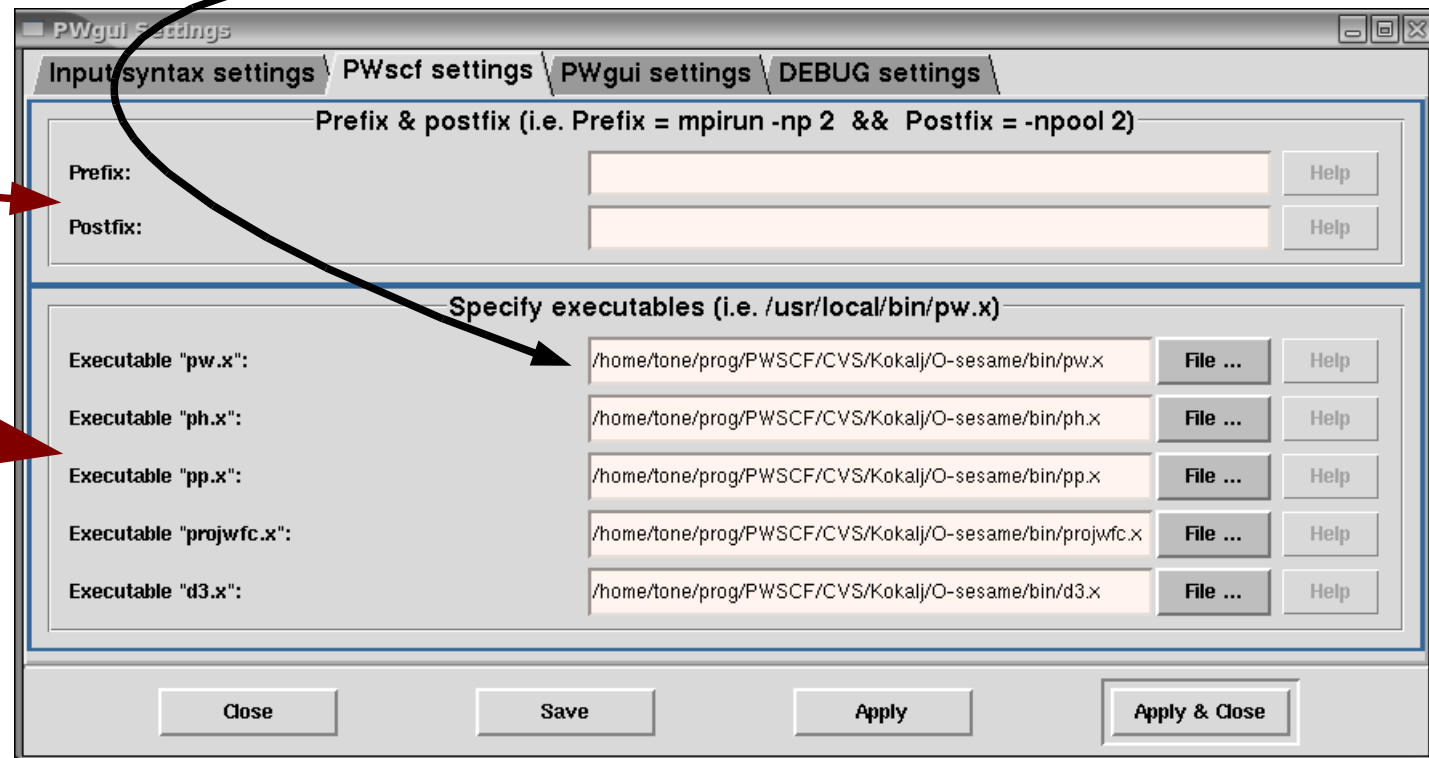 PWgui Settings
Input syntax settings PWscf settings PWgui settings DEBUG settings
Prefix & postfix (i.e. Prefix = mpirun -np 2 && Postfix = -npool 2)
Prefix: Help
Postfix: Help
Specify executables (i.e. /usr/local/bin/pw.x)
Executable "pw.x": /home/tone/prog/PWSCF/CVS/Kokalj/O-sesame/bin/pw.x File ... Help
Executable "ph.x": /home/tone/prog/PWSCF/CVS/Kokalj/O-sesame/bin/ph.x File ... Help
Executable "pp.x": /home/tone/prog/PWSCF/CVS/Kokalj/O-sesame/bin/pp.x File ... Help
Executable "projwfc.x": /home/tone/prog/PWSCF/CVS/Kokalj/O-sesame/bin/projwfc.x File ... Help
Executable "d3.x": /home/tone/prog/PWSCF/CVS/Kokalj/O-sesame/bin/d3.x File ... Help
Close Save Apply Apply & Close